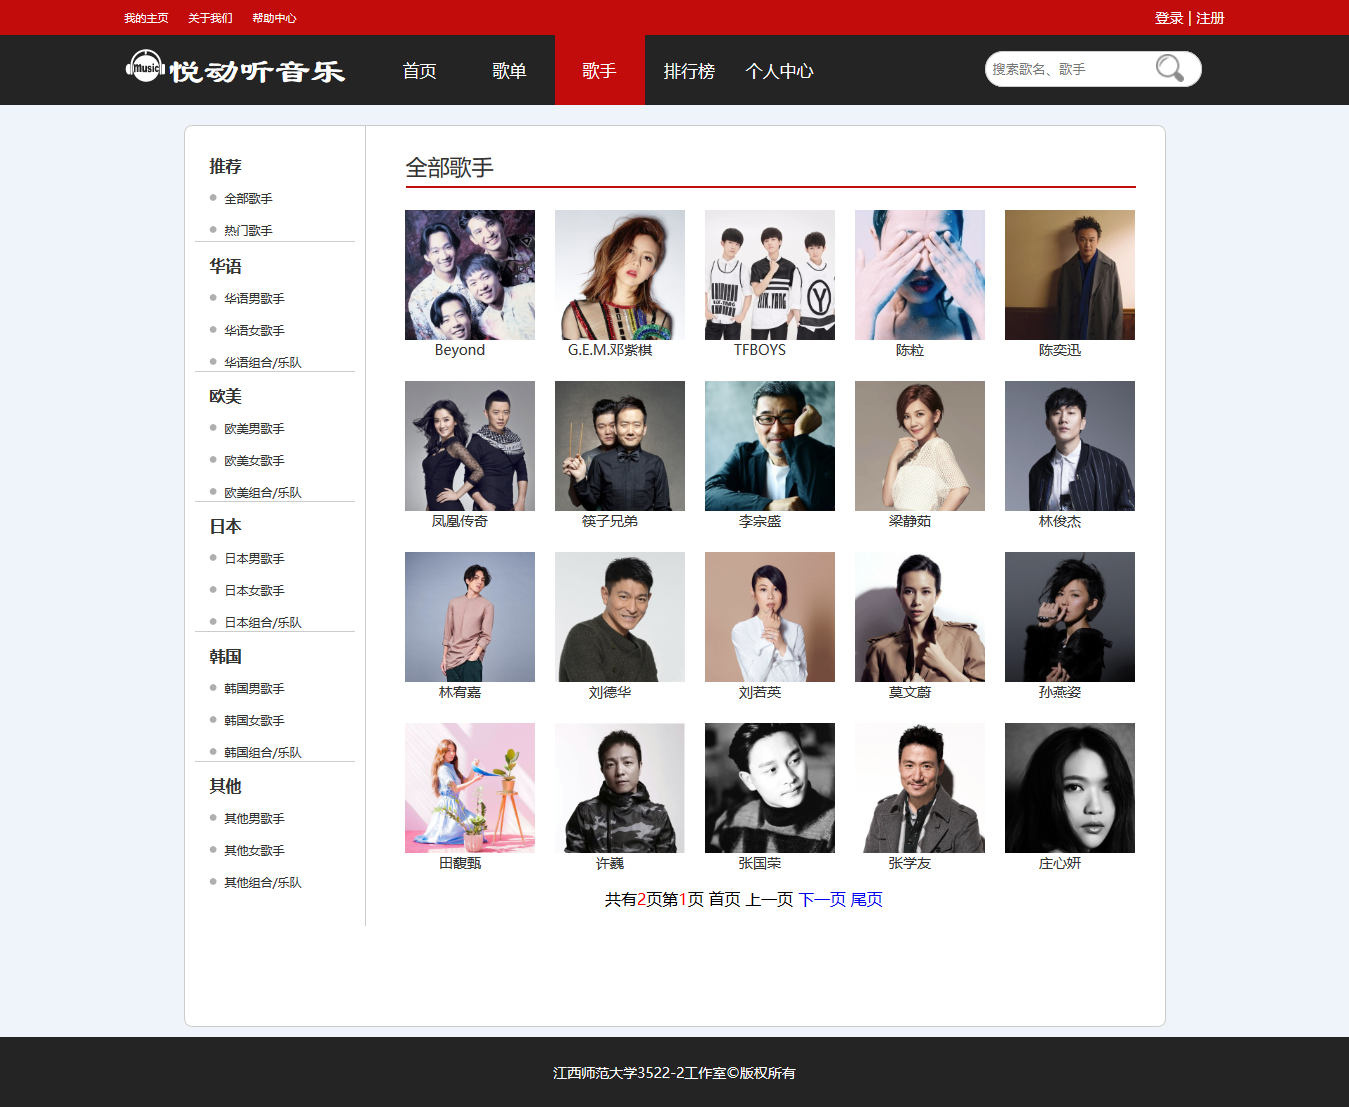 我的主页 关于我们 帮助中心 登录 | 注册
Music 悦动听音乐 首页 歌单 歌手 排行榜 个人中心 搜索歌名、歌手
推荐
全部歌手
热门歌手
华语
华语男歌手
华语女歌手
华语组合/乐队
欧美
欧美男歌手
欧美女歌手
欧美组合/乐队
日本
日本男歌手
日本女歌手
日本组合/乐队
韩国
韩国男歌手
韩国女歌手
韩国组合/乐队
其他
其他男歌手
其他女歌手
其他组合/乐队
全部歌手
Beyond G.E.M.邓紫棋 TFBOYS 陈粒 陈奕迅
凤凰传奇 筷子兄弟 李宗盛 梁静茹 林俊杰
林宥嘉 刘德华 刘若英 莫文蔚 孙燕姿
田馥甄 许巍 张国荣 张学友 庄心妍
共有2页第1页 首页 上一页 下一页 尾页
江西师范大学3522-2工作室©版权所有